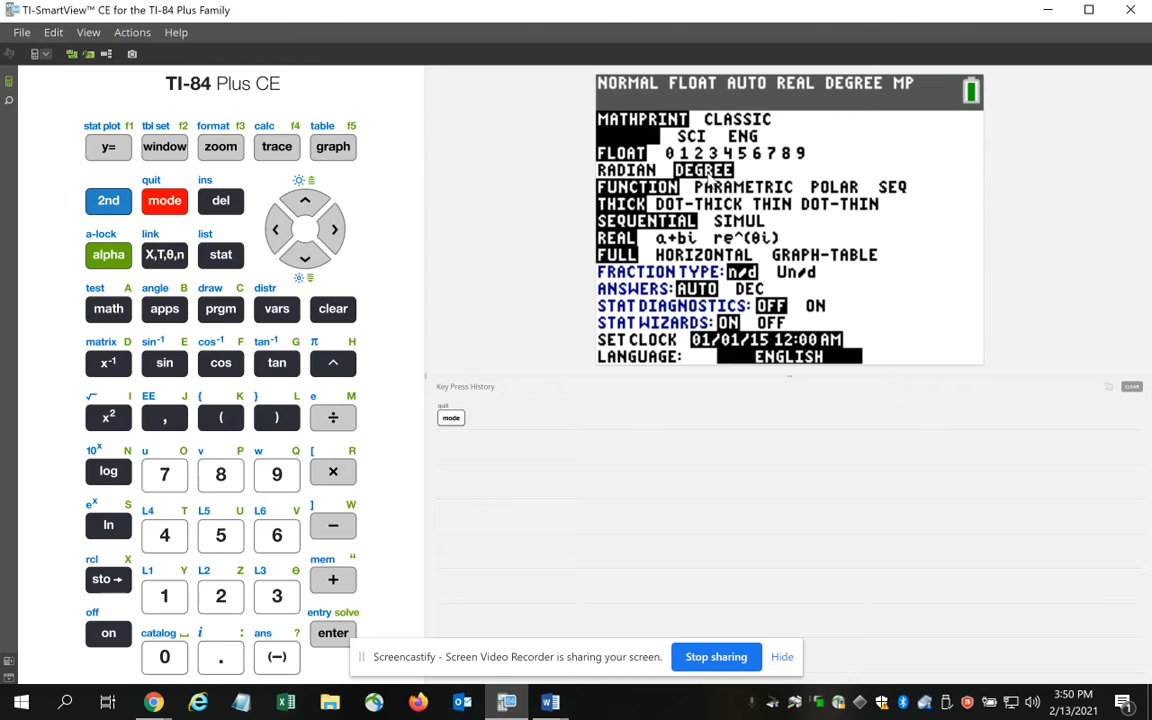 TI-SmartView™ CE for the TI-84 Plus Family
File Edit View Actions Help
TI-84 Plus CE
stat plot f1 tbl set f2 format f3 calc f4 table f5
y= window zoom trace graph
quit ins
2nd mode del
a-lock link list
alpha X,T,θ,n stat
test A angle B draw C distr
math apps prgm vars clear
matrix D sin⁻¹ E cos⁻¹ F tan⁻¹ G π H
x⁻¹ sin cos tan ^
√ I EE J { K } L e M
x² , ( ) ÷
10ˣ N u O v P w Q [ R
log 7 8 9 ×
eˣ S L4 T L5 U L6 V ] W
ln 4 5 6 −
rcl X L1 Y L2 Z L3 θ mem "
sto→ 1 2 3 +
off catalog i : ans ? entry solve
on 0 . (−) enter
NORMAL FLOAT AUTO REAL DEGREE MP
MATHPRINT CLASSIC
SCI ENG
FLOAT 0 1 2 3 4 5 6 7 8 9
RADIAN DEGREE
FUNCTION PARAMETRIC POLAR SEQ
THICK DOT-THICK THIN DOT-THIN
SEQUENTIAL SIMUL
REAL a+bi re^(θi)
FULL HORIZONTAL GRAPH-TABLE
FRACTION TYPE: n/d Un/d
ANSWERS: AUTO DEC
STAT DIAGNOSTICS: OFF ON
STAT WIZARDS: ON OFF
SET CLOCK 01/01/15 12:00 AM
LANGUAGE: ENGLISH
Key Press History
CLEAR
quit
mode
Screencastify - Screen Video Recorder is sharing your screen. Stop sharing Hide
3:50 PM
2/13/2021
1